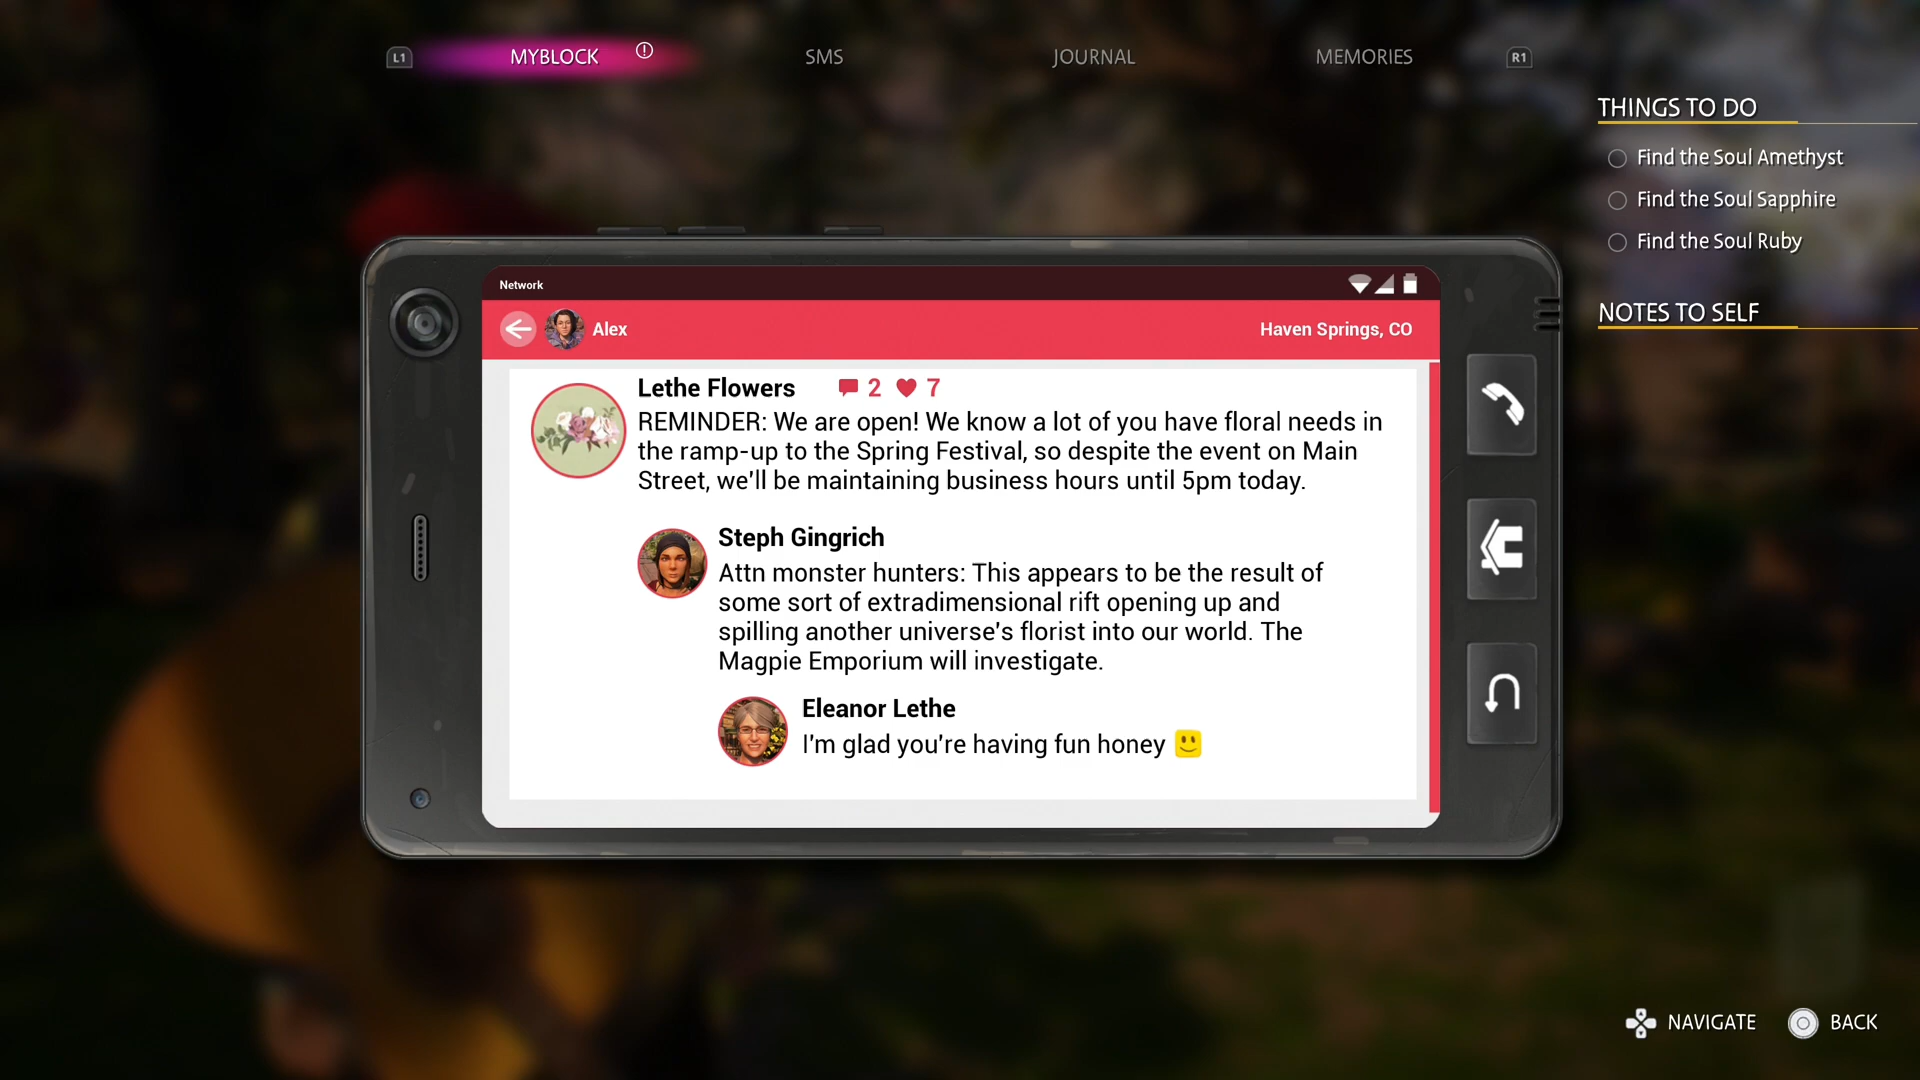 L1
MYBLOCK
SMS
JOURNAL
MEMORIES
R1
THINGS TO DO
Find the Soul Amethyst
Find the Soul Sapphire
Find the Soul Ruby
NOTES TO SELF
Network
Alex
Haven Springs, CO
Lethe Flowers 2 7
REMINDER: We are open! We know a lot of you have floral needs in
the ramp-up to the Spring Festival, so despite the event on Main
Street, we'll be maintaining business hours until 5pm today.
Steph Gingrich
Attn monster hunters: This appears to be the result of
some sort of extradimensional rift opening up and
spilling another universe's florist into our world. The
Magpie Emporium will investigate.
Eleanor Lethe
I'm glad you're having fun honey
NAVIGATE
BACK